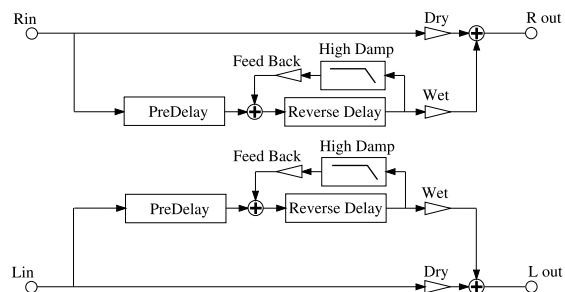 Rin
Dry
R out
High Damp
Feed Back
PreDelay
Reverse Delay
Wet
High Damp
Feed Back
Wet
PreDelay
Reverse Delay
Lin
Dry
L out